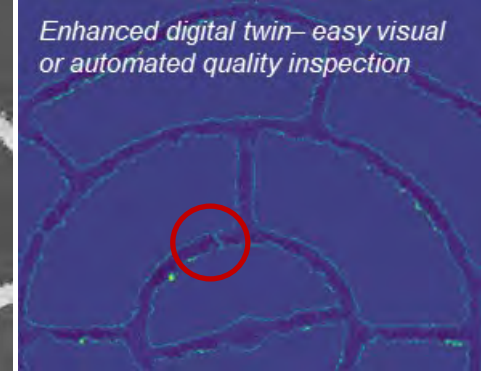 Enhanced digital twin– easy visual
or automated quality inspection